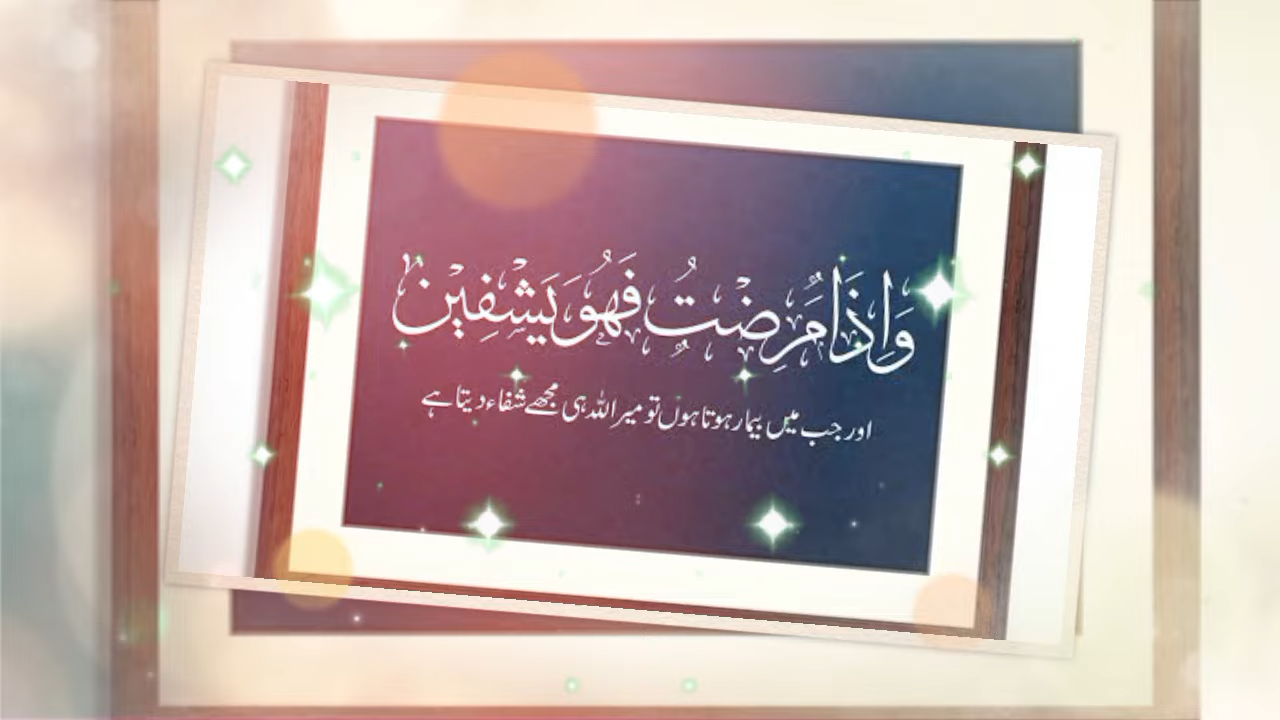 وَاِذَا مَرِضْتُ فَهُوَ يَشْفِيْنِ
اور جب میں بیمار ہوتا ہوں تو میرا اللہ ہی مجھے شفاء دیتا ہے